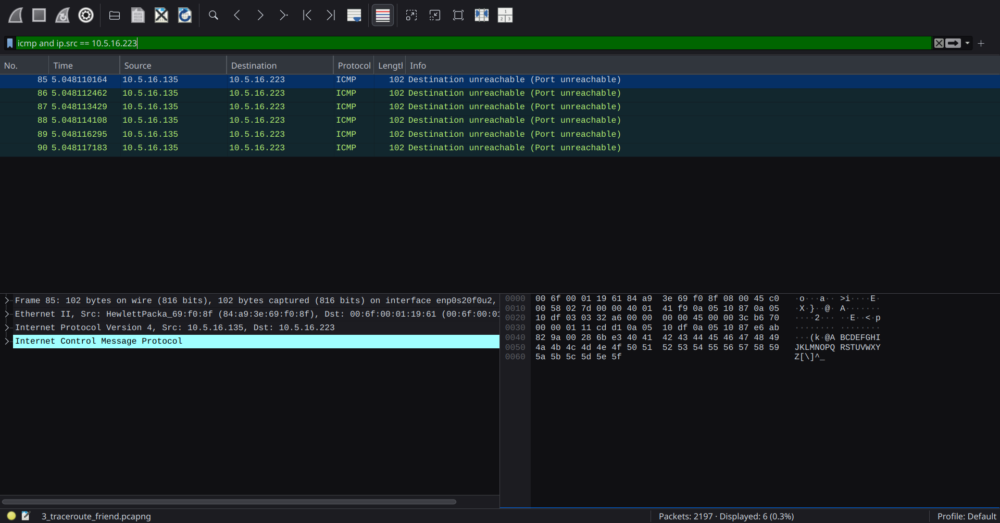 icmp and ip.src == 10.5.16.223
No. Time Source Destination Protocol Lengtl Info
85 5.048110164 10.5.16.135 10.5.16.223 ICMP 102 Destination unreachable (Port unreachable)
86 5.048112462 10.5.16.135 10.5.16.223 ICMP 102 Destination unreachable (Port unreachable)
87 5.048113429 10.5.16.135 10.5.16.223 ICMP 102 Destination unreachable (Port unreachable)
88 5.048114108 10.5.16.135 10.5.16.223 ICMP 102 Destination unreachable (Port unreachable)
89 5.048116295 10.5.16.135 10.5.16.223 ICMP 102 Destination unreachable (Port unreachable)
90 5.048117183 10.5.16.135 10.5.16.223 ICMP 102 Destination unreachable (Port unreachable)
Frame 85: 102 bytes on wire (816 bits), 102 bytes captured (816 bits) on interface enp0s20f0u2,
Ethernet II, Src: HewlettPacka_69:f0:8f (84:a9:3e:69:f0:8f), Dst: 00:6f:00:01:19:61 (00:6f:00:01
Internet Protocol Version 4, Src: 10.5.16.135, Dst: 10.5.16.223
Internet Control Message Protocol
0000 00 6f 00 01 19 61 84 a9 3e 69 f0 8f 08 00 45 c0 ·o···a·· >i····E·
0010 00 58 02 7d 00 00 40 01 41 f9 0a 05 10 87 0a 05 ·X·}··@· A·······
0020 10 df 03 03 32 a6 00 00 00 00 45 00 00 3c b6 70 ····2··· ··E··<·p
0030 00 00 01 11 cd d1 0a 05 10 df 0a 05 10 87 e6 ab ········ ········
0040 82 9a 00 28 6b e3 40 41 42 43 44 45 46 47 48 49 ···(k·@A BCDEFGHI
0050 4a 4b 4c 4d 4e 4f 50 51 52 53 54 55 56 57 58 59 JKLMNOPQ RSTUVWXY
0060 5a 5b 5c 5d 5e 5f Z[\]^_
3_traceroute_friend.pcapng
Packets: 2197 · Displayed: 6 (0.3%)
Profile: Default